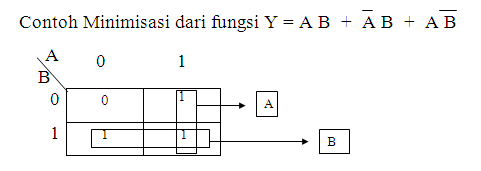 Contoh Minimisasi dari fungsi Y = A B + A̅ B + A B̅
A 0 1
B
0 0 1 A
1 1 1 B